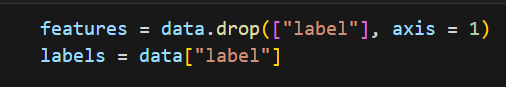 features = data.drop(["label"], axis = 1)
labels = data["label"]